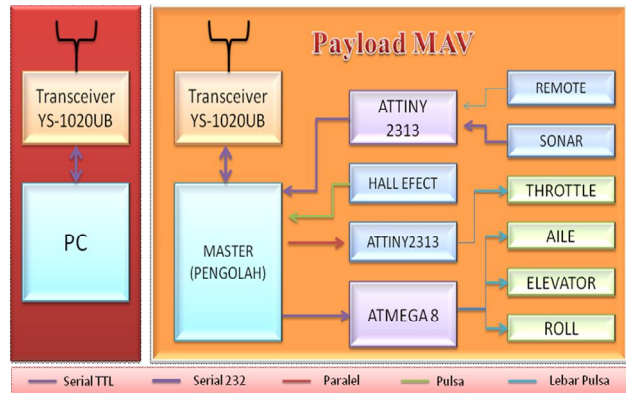 Payload MAV
Transceiver
YS-1020UB
PC
Transceiver
YS-1020UB
MASTER
(PENGOLAH)
ATTINY
2313
HALL EFECT
ATTINY2313
ATMEGA 8
REMOTE
SONAR
THROTTLE
AILE
ELEVATOR
ROLL
Serial TTL
Serial 232
Paralel
Pulsa
Lebar Pulsa